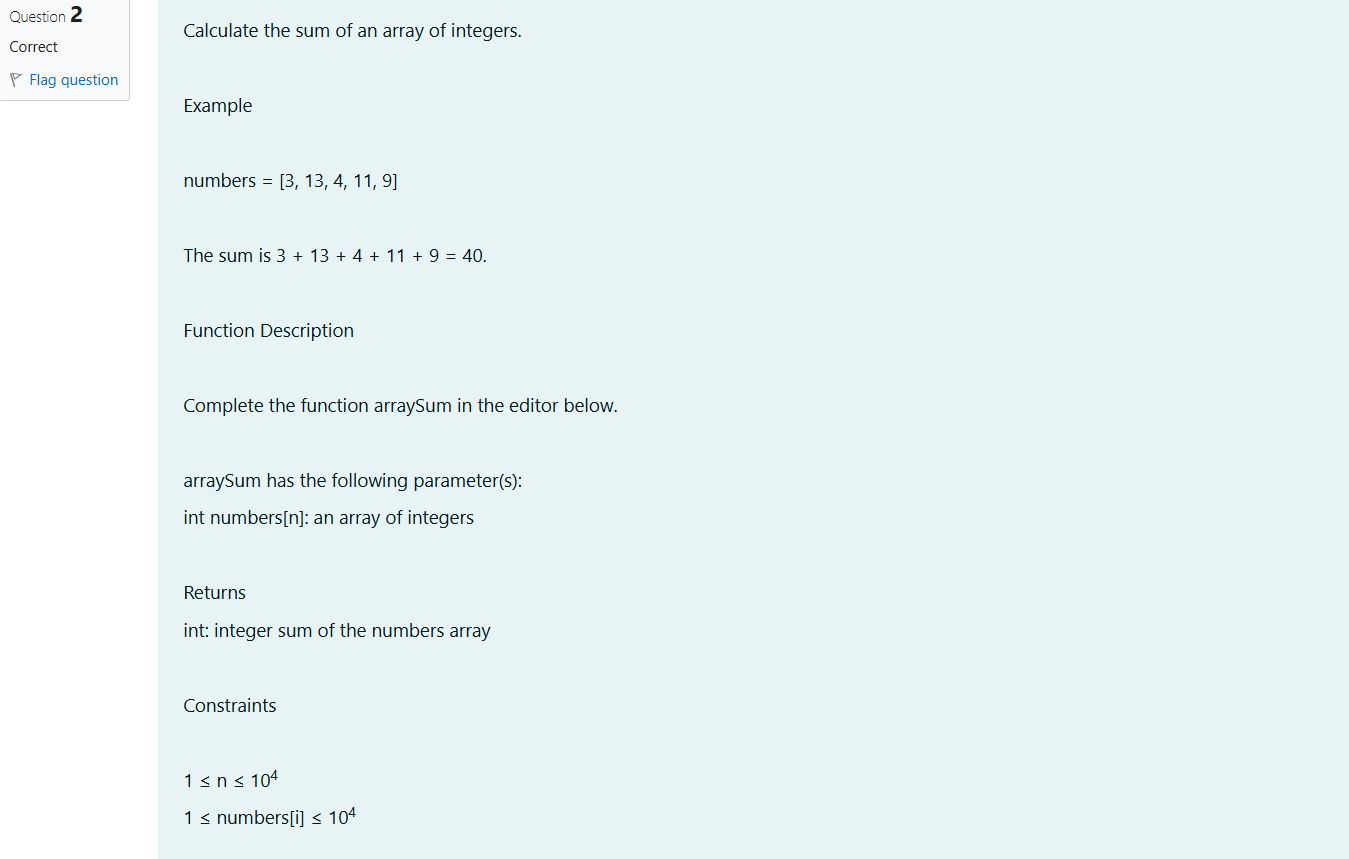 Question 2
Correct
Flag question
Calculate the sum of an array of integers.
Example
numbers = [3, 13, 4, 11, 9]
The sum is 3 + 13 + 4 + 11 + 9 = 40.
Function Description
Complete the function arraySum in the editor below.
arraySum has the following parameter(s):
int numbers[n]: an array of integers
Returns
int: integer sum of the numbers array
Constraints
1 ≤ n ≤ 10⁴
1 ≤ numbers[i] ≤ 10⁴